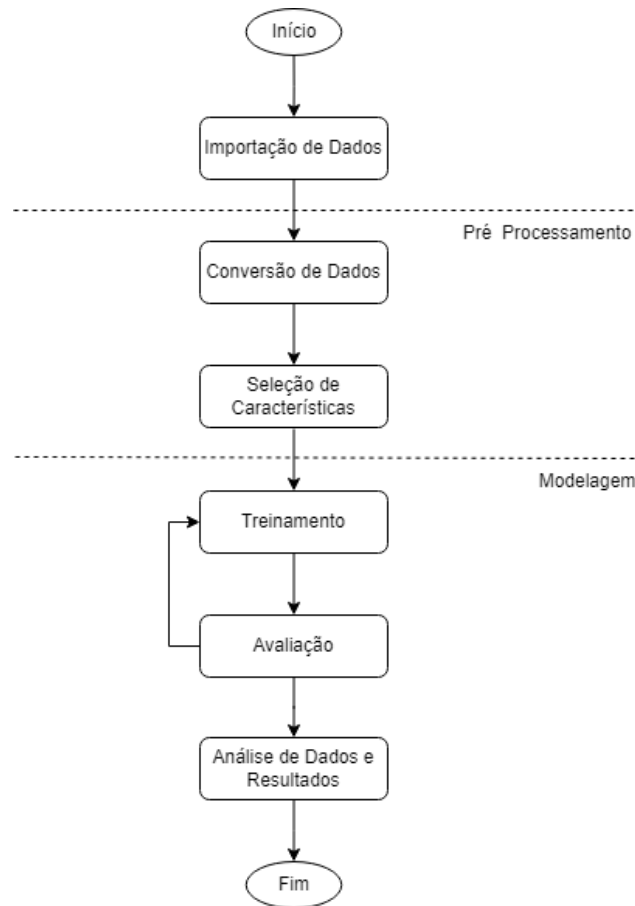 Início
Importação de Dados
Pré Processamento
Conversão de Dados
Seleção de
Características
Modelagem
Treinamento
Avaliação
Análise de Dados e
Resultados
Fim